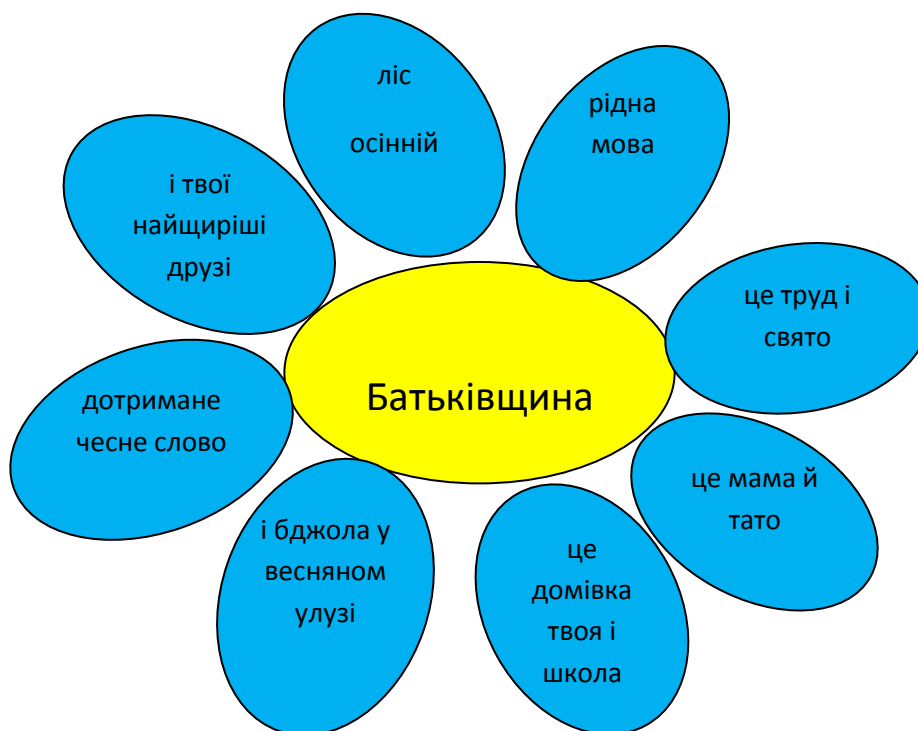 ліс
осінній
рідна
мова
і твої
найщиріші
друзі
це труд і
свято
Батьківщина
дотримане
чесне слово
це мама й
тато
і бджола у
весняном
улузі
це
домівка
твоя і
школа